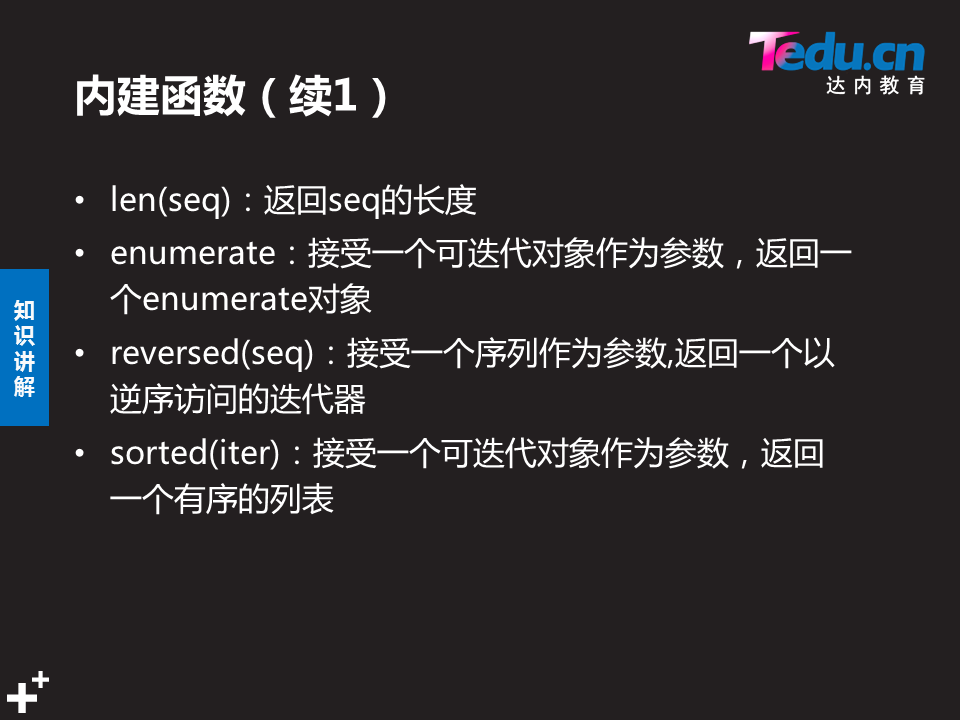 Tedu.cn
达内教育
内建函数（续1）
• len(seq)：返回seq的长度
• enumerate：接受一个可迭代对象作为参数，返回一
个enumerate对象
• reversed(seq)：接受一个序列作为参数,返回一个以
逆序访问的迭代器
• sorted(iter)：接受一个可迭代对象作为参数，返回
一个有序的列表
知
识
讲
解